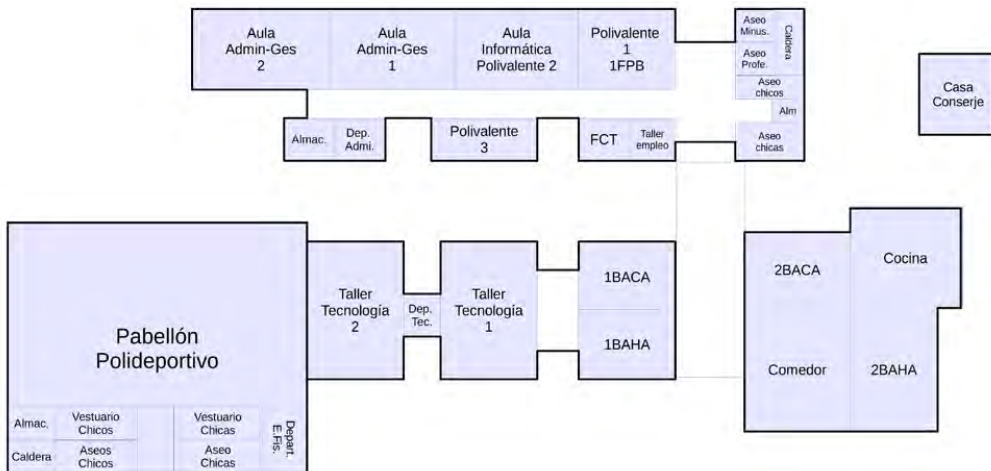 Aula
Admin-Ges
2
Aula
Admin-Ges
1
Aula
Informática
Polivalente 2
Polivalente
1
1FPB
Aseo
Minus.
Caldera
Aseo
Profe.
Aseo
chicos
Alm
Aseo
chicas
Casa
Conserje
Almac.
Dep.
Admi.
Polivalente
3
FCT
Taller
empleo
Pabellón
Polideportivo
Taller
Tecnología
2
Dep.
Tec.
Taller
Tecnología
1
1BACA
1BAHA
2BACA
Cocina
Comedor
2BAHA
Almac.
Vestuario
Chicos
Vestuario
Chicas
Depart.
E.Fis.
Caldera
Aseos
Chicos
Aseo
Chicas